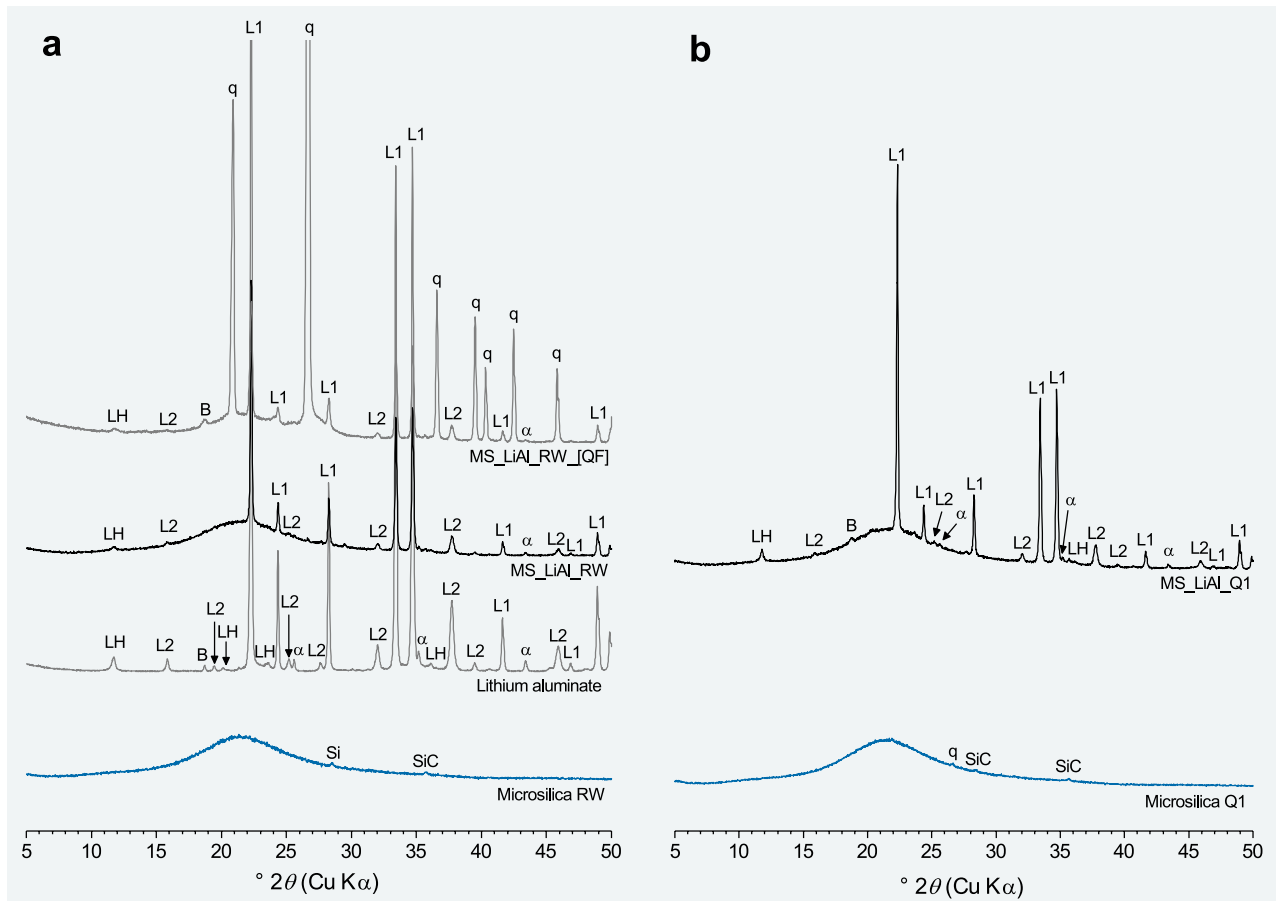 a
L1
q
q
L1
L1
q
q
q
q
q
LH
L2
B
L1
L1
L2
L2
L1
α
L1
MS_LiAl_RW_[QF]
LH
L2
L1
L2
L1
L2
L2
L1
α
L2
L1
L1
MS_LiAl_RW
LH
L2
B
L2
LH
LH
L2
α
L2
L2
α
LH
L2
L2
L1
α
L2
L1
Lithium aluminate
Si
SiC
Microsilica RW
5 10 15 20 25 30 35 40 45 50
° 2θ (Cu Kα)
b
L1
L1
L1
LH
L2
B
L1
L2
α
L1
L2
α
LH
L2
L2
L1
α
L2
L1
L1
MS_LiAl_Q1
q
SiC
SiC
Microsilica Q1
5 10 15 20 25 30 35 40 45 50
° 2θ (Cu Kα)